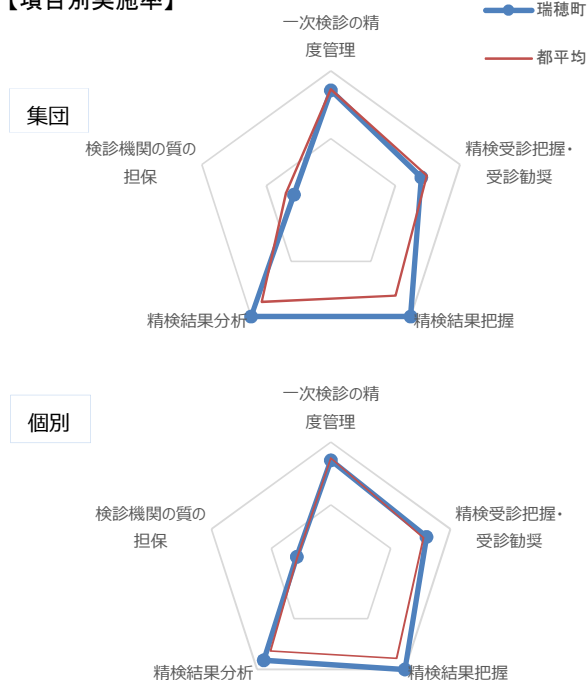 【項目別実施率】
瑞穂町
都平均
集団
一次検診の精
度管理
精検受診把握・
受診勧奨
精検結果把握
精検結果分析
検診機関の質の
担保
個別
一次検診の精
度管理
精検受診把握・
受診勧奨
精検結果把握
精検結果分析
検診機関の質の
担保